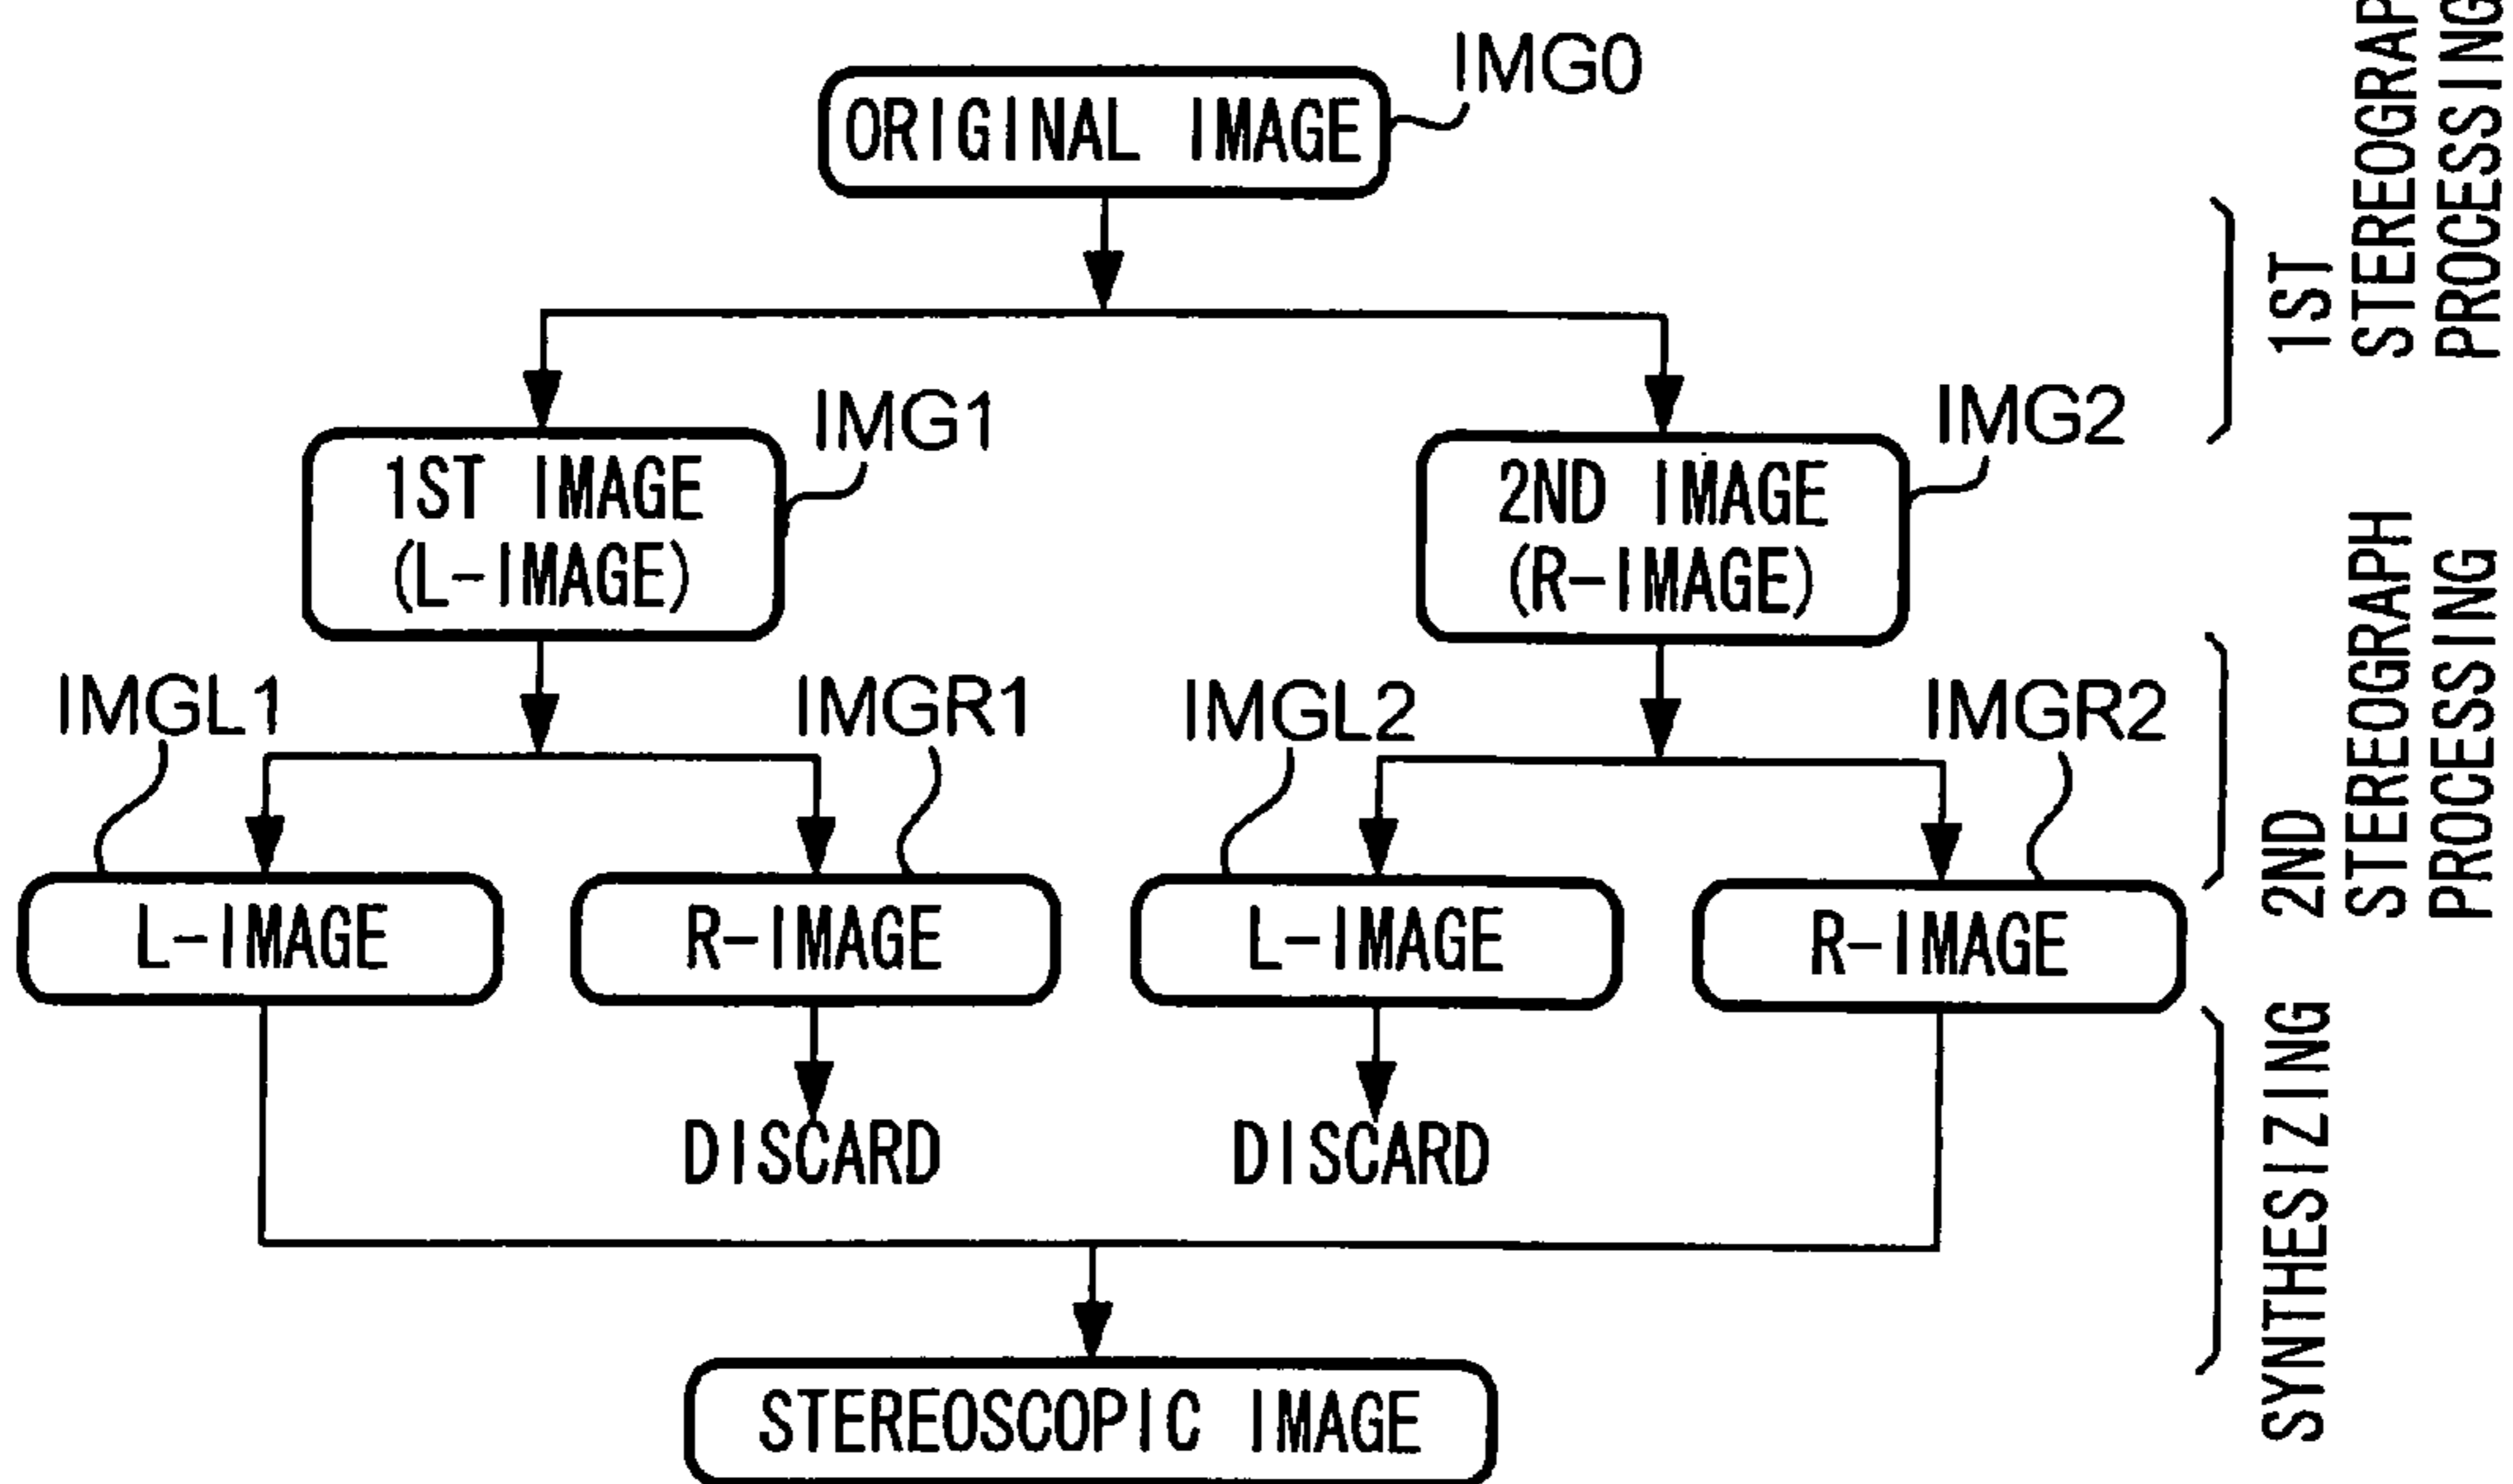 IMG0
ORIGINAL IMAGE
1ST
PROCESSING
IMG1
IMG2
1ST IMAGE
(L-IMAGE)
2ND IMAGE
(R-IMAGE)
2ND
STEREOGRAPH
PROCESSING
IMGL1
IMGR1
IMGL2
IMGR2
L-IMAGE
R-IMAGE
L-IMAGE
R-IMAGE
DISCARD
DISCARD
SYNTHESIZING
STEREOSCOPIC IMAGE